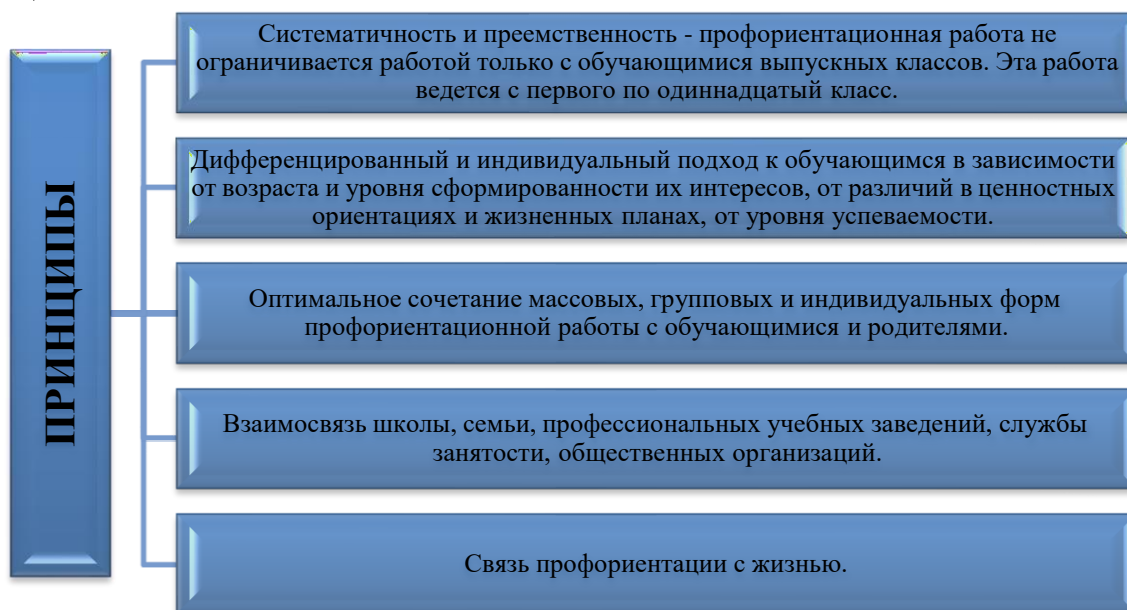 ПРИНЦИПЫ
Систематичность и преемственность - профориентационная работа не
ограничивается работой только с обучающимися выпускных классов. Эта работа
ведется с первого по одиннадцатый класс.
Дифференцированный и индивидуальный подход к обучающимся в зависимости
от возраста и уровня сформированности их интересов, от различий в ценностных
ориентациях и жизненных планах, от уровня успеваемости.
Оптимальное сочетание массовых, групповых и индивидуальных форм
профориентационной работы с обучающимися и родителями.
Взаимосвязь школы, семьи, профессиональных учебных заведений, службы
занятости, общественных организаций.
Связь профориентации с жизнью.